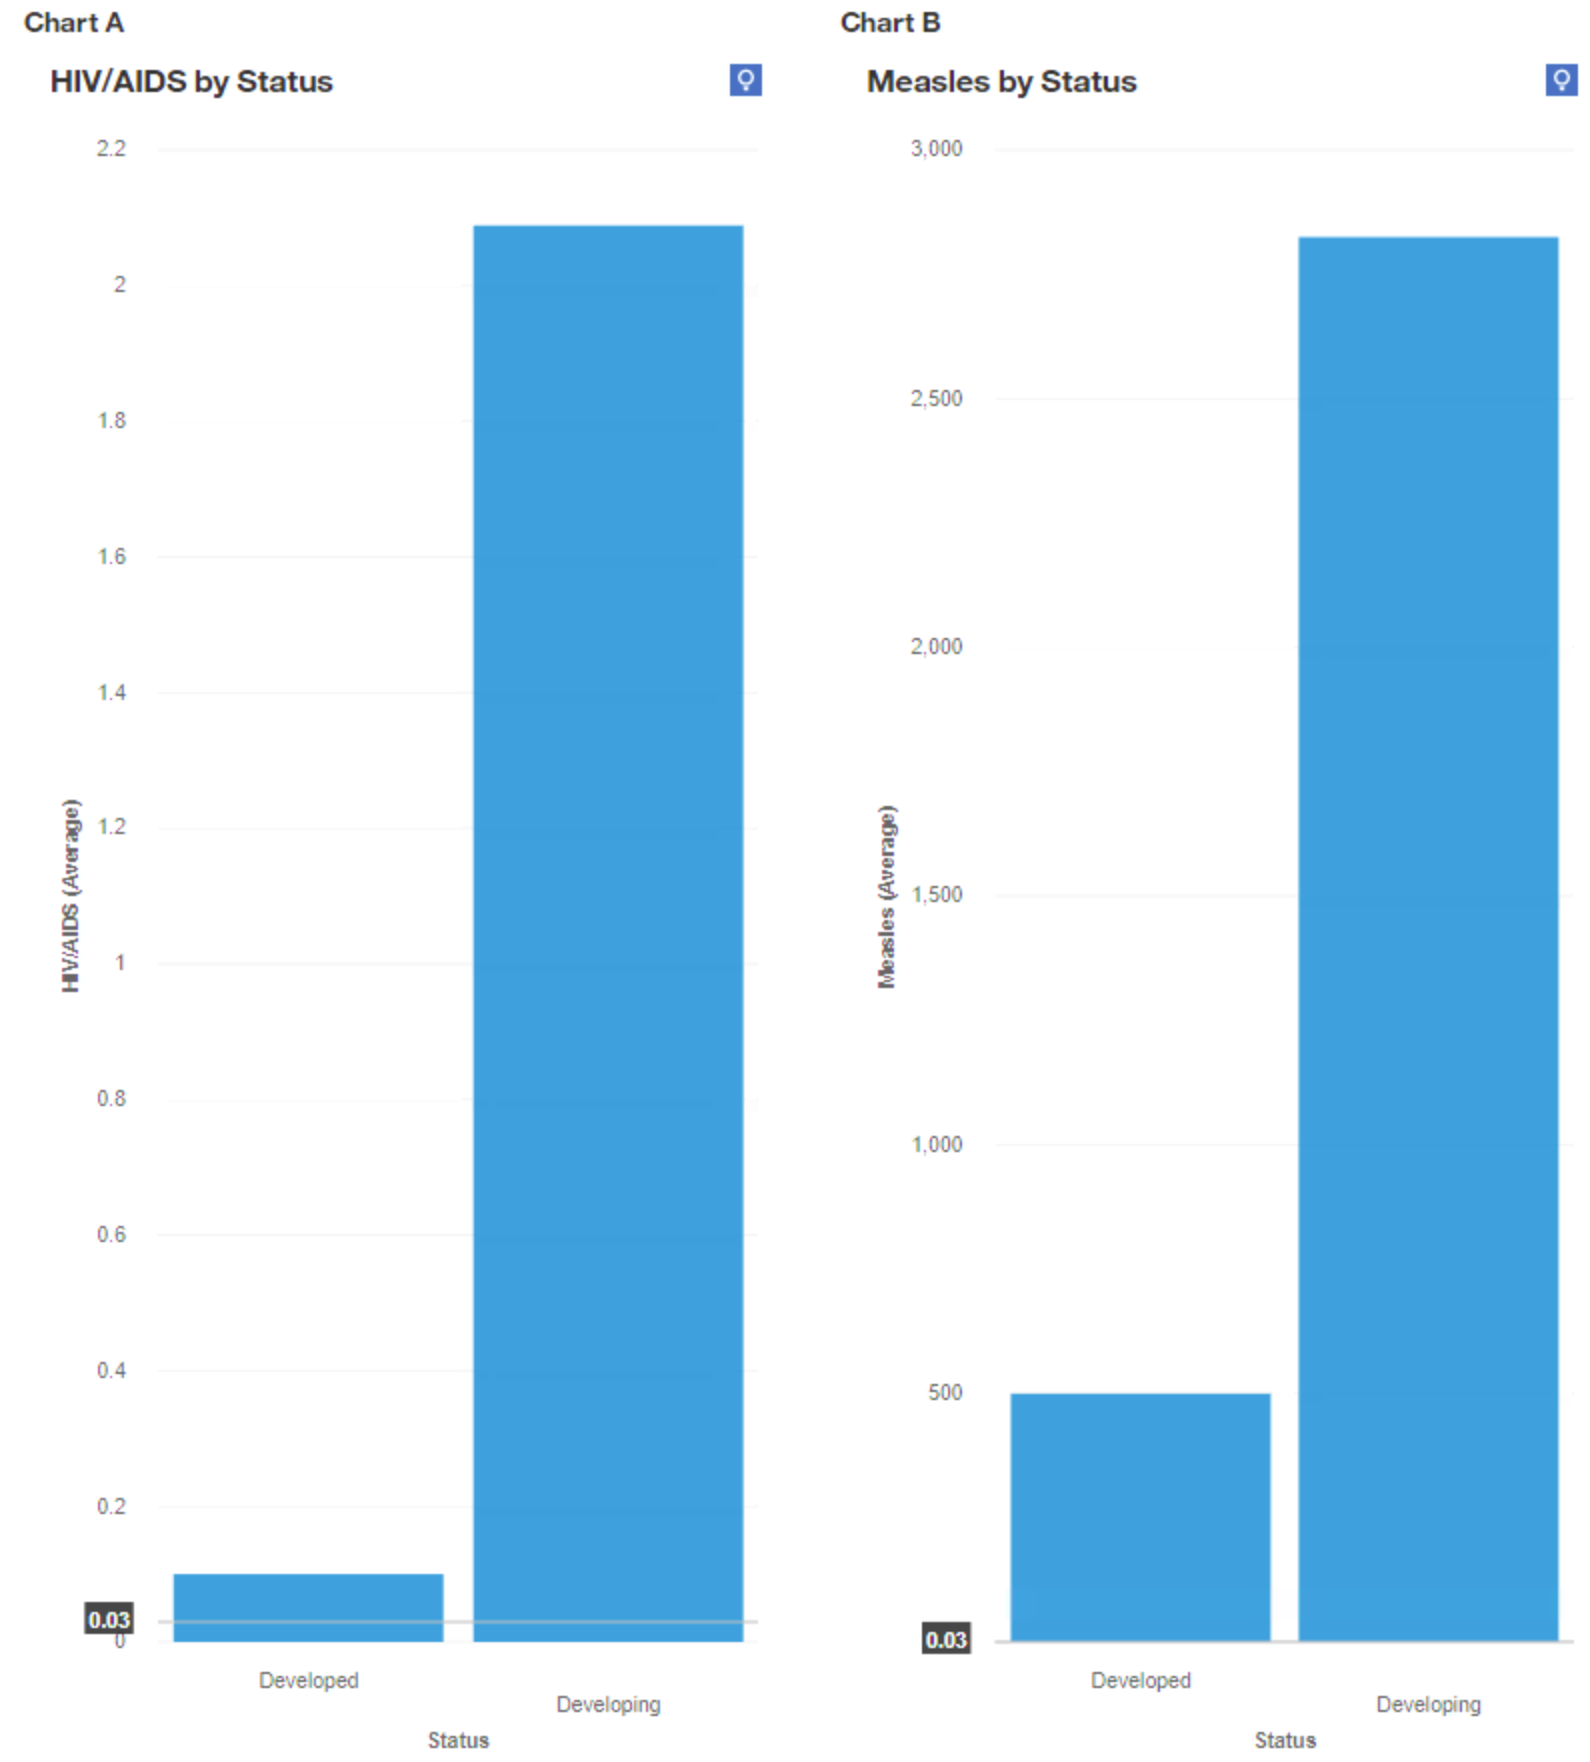 Chart A
HIV/AIDS by Status
2.2
2
1.8
1.6
1.4
1.2
1
0.8
0.6
0.4
0.2
0.03
0
HIV/AIDS (Average)
Developed
Developing
Status
Chart B
Measles by Status
3,000
2,500
2,000
1,500
1,000
500
0.03
Measles (Average)
Developed
Developing
Status